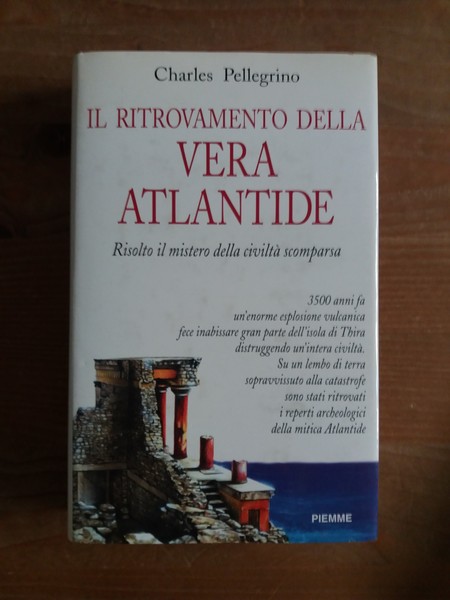 Charles Pellegrino
IL RITROVAMENTO DELLA
VERA
ATLANTIDE
Risolto il mistero della civiltà scomparsa
3500 anni fa
un'enorme esplosione vulcanica
fece inabissare gran parte dell'isola di Thira
distruggendo un'intera civiltà.
Su un lembo di terra
sopravvissuto alla catastrofe
sono stati ritrovati
i reperti archeologici
della mitica Atlantide
PIEMME